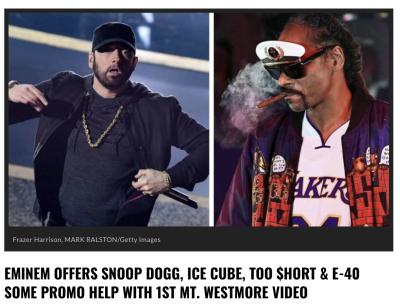 LAKERS
Frazer Harrison, MARK RALSTON/Getty Images
EMINEM OFFERS SNOOP DOGG, ICE CUBE, TOO $HORT & E-40
SOME PROMO HELP WITH 1ST MT. WESTMORE VIDEO